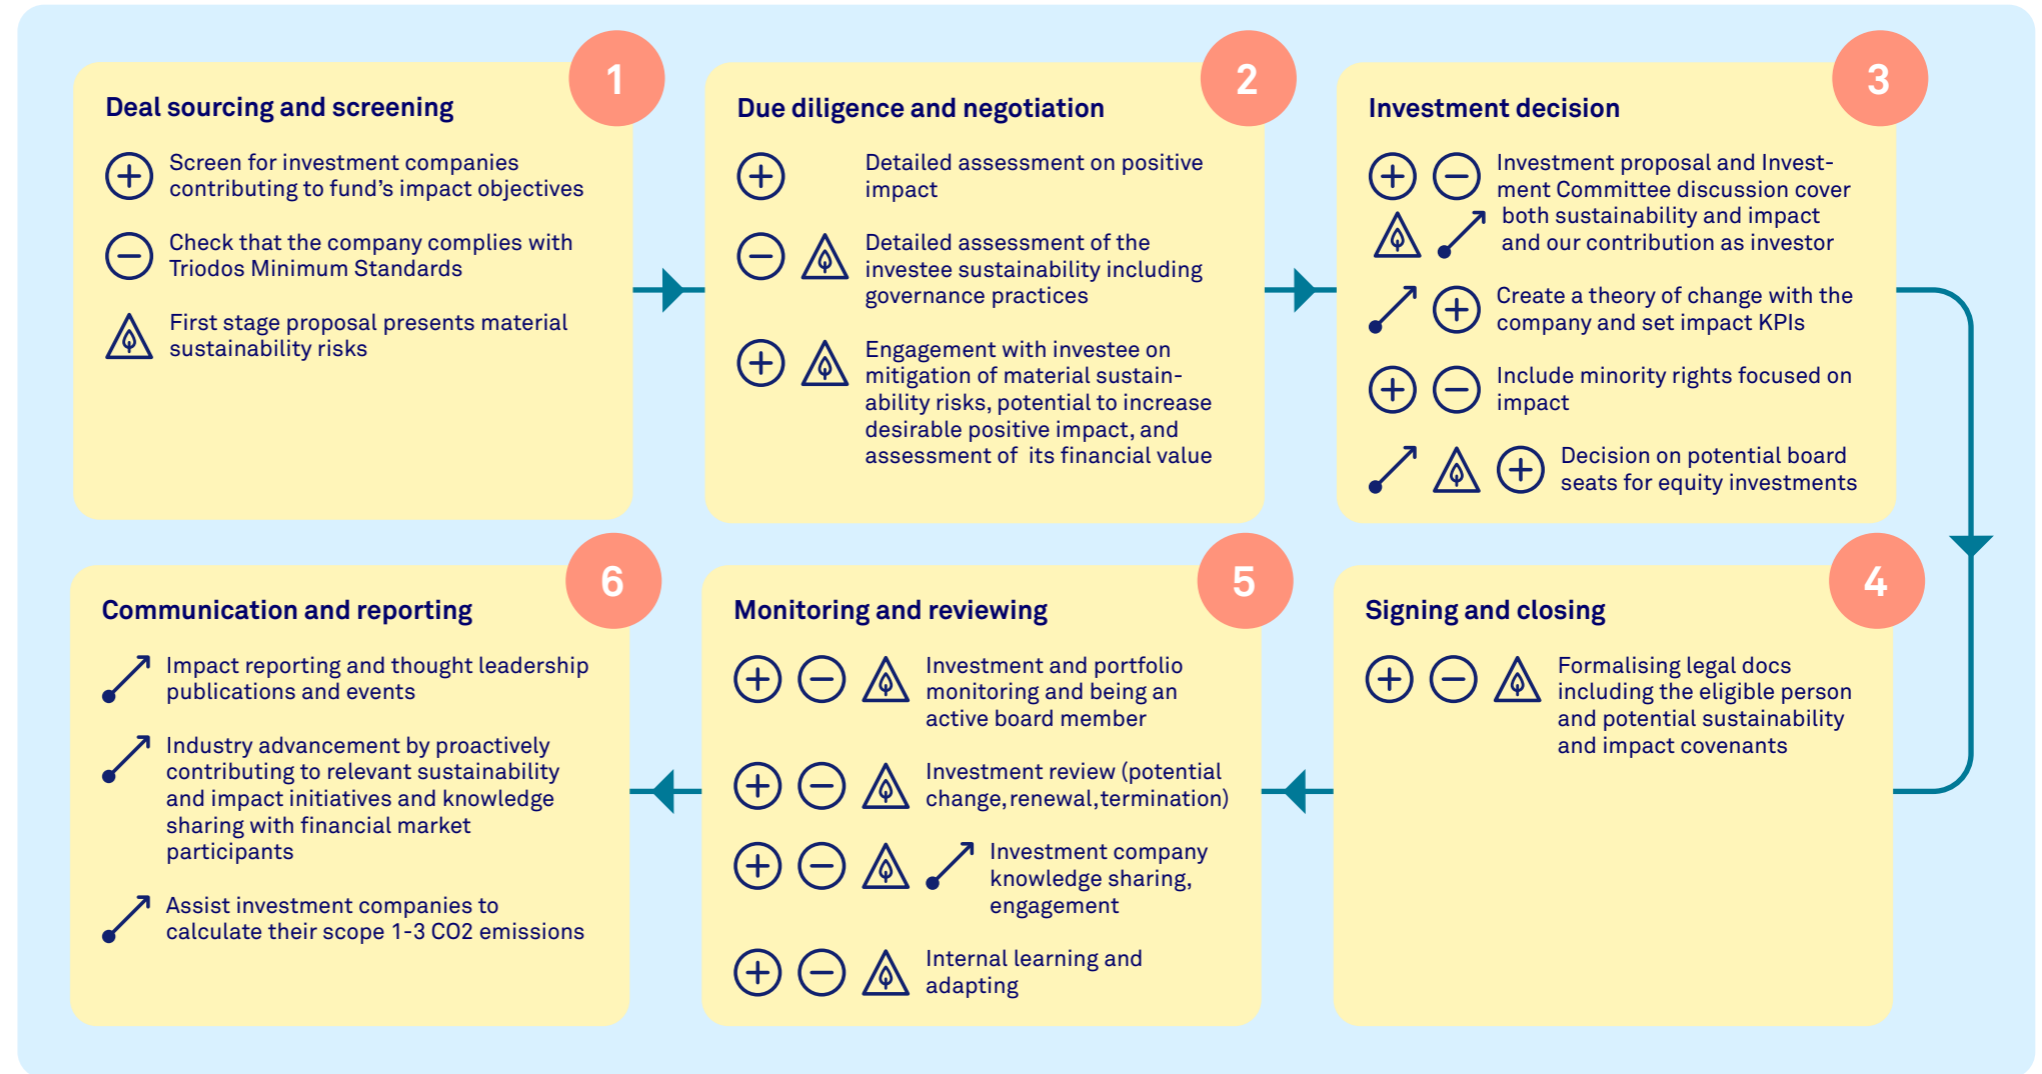 1
Deal sourcing and screening
Screen for investment companies
contributing to fund's impact objectives
Check that the company complies with
Triodos Minimum Standards
First stage proposal presents material
sustainability risks
2
Due diligence and negotiation
Detailed assessment on positive
impact
Detailed assessment of the
investee sustainability including
governance practices
Engagement with investee on
mitigation of material sustain-
ability risks, potential to increase
desirable positive impact, and
assessment of its financial value
3
Investment decision
Investment proposal and Invest-
ment Committee discussion cover
both sustainability and impact
and our contribution as investor
Create a theory of change with the
company and set impact KPIs
Include minority rights focused on
impact
Decision on potential board
seats for equity investments
4
Signing and closing
Formalising legal docs
including the eligible person
and potential sustainability
and impact covenants
5
Monitoring and reviewing
Investment and portfolio
monitoring and being an
active board member
Investment review (potential
change, renewal, termination)
Investment company
knowledge sharing,
engagement
Internal learning and
adapting
6
Communication and reporting
Impact reporting and thought leadership
publications and events
Industry advancement by proactively
contributing to relevant sustainability
and impact initiatives and knowledge
sharing with financial market
participants
Assist investment companies to
calculate their scope 1-3 CO2 emissions